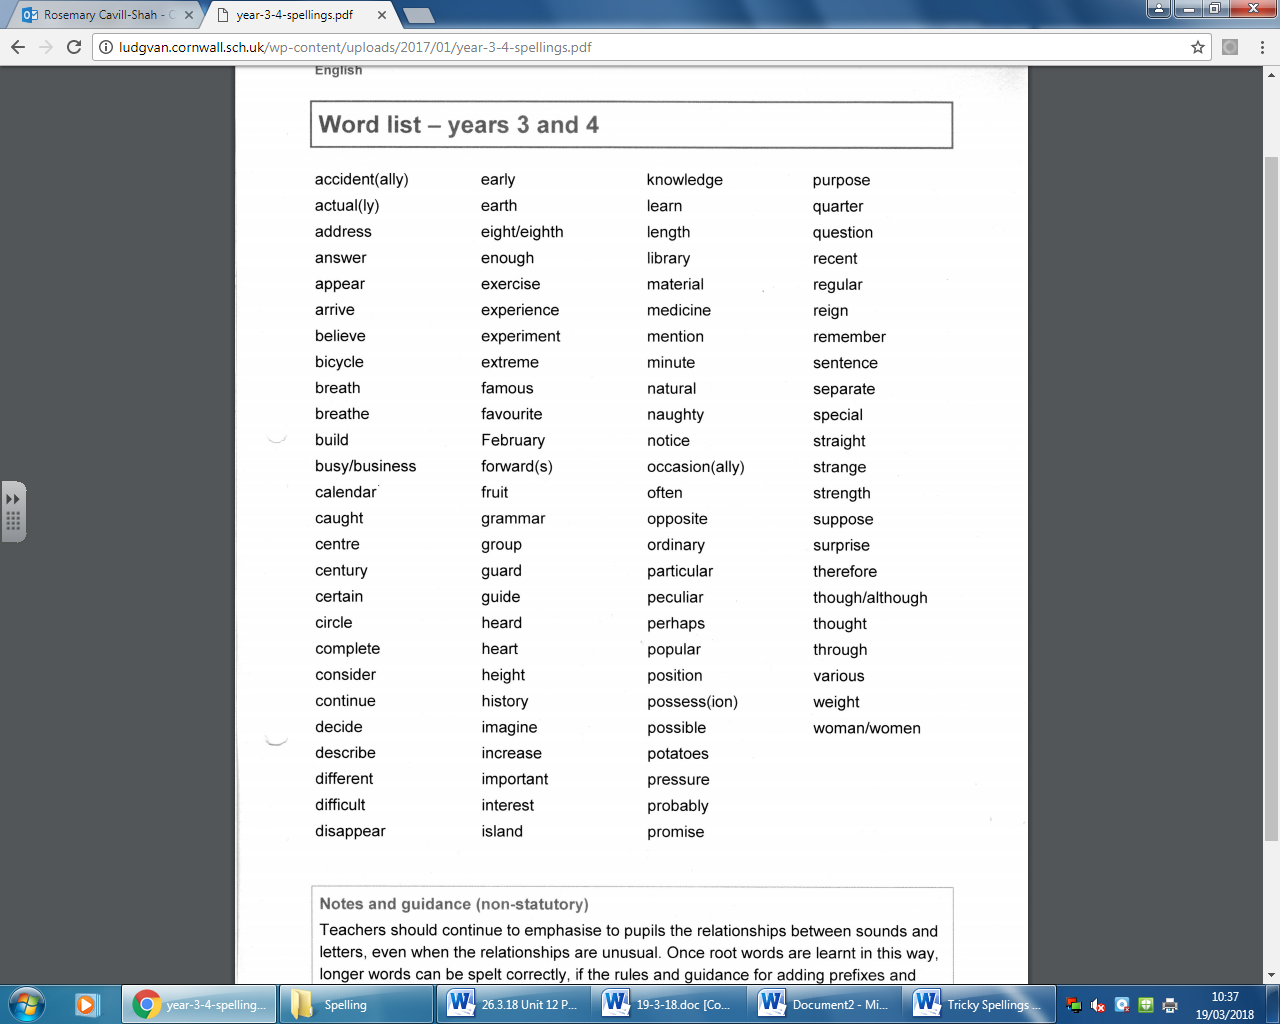 Rosemary Cavill-Shah - C
year-3-4-spellings.pdf
ludgvan.cornwall.sch.uk/wp-content/uploads/2017/01/year-3-4-spellings.pdf
English
Word list – years 3 and 4
accident(ally)
actual(ly)
address
answer
appear
arrive
believe
bicycle
breath
breathe
build
busy/business
calendar
caught
centre
century
certain
circle
complete
consider
continue
decide
describe
different
difficult
disappear
early
earth
eight/eighth
enough
exercise
experience
experiment
extreme
famous
favourite
February
forward(s)
fruit
grammar
group
guard
guide
heard
heart
height
history
imagine
increase
important
interest
island
knowledge
learn
length
library
material
medicine
mention
minute
natural
naughty
notice
occasion(ally)
often
opposite
ordinary
particular
peculiar
perhaps
popular
position
possess(ion)
possible
potatoes
pressure
probably
promise
purpose
quarter
question
recent
regular
reign
remember
sentence
separate
special
straight
strange
strength
suppose
surprise
therefore
though/although
thought
through
various
weight
woman/women
Notes and guidance (non-statutory)
Teachers should continue to emphasise to pupils the relationships between sounds and
letters, even when the relationships are unusual. Once root words are learnt in this way,
longer words can be spelt correctly, if the rules and guidance for adding prefixes and
year-3-4-spelling...
Spelling
26.3.18 Unit 12 P...
19-3-18.doc [Co...
Document2 - Mi...
Tricky Spellings ...
10:37
19/03/2018